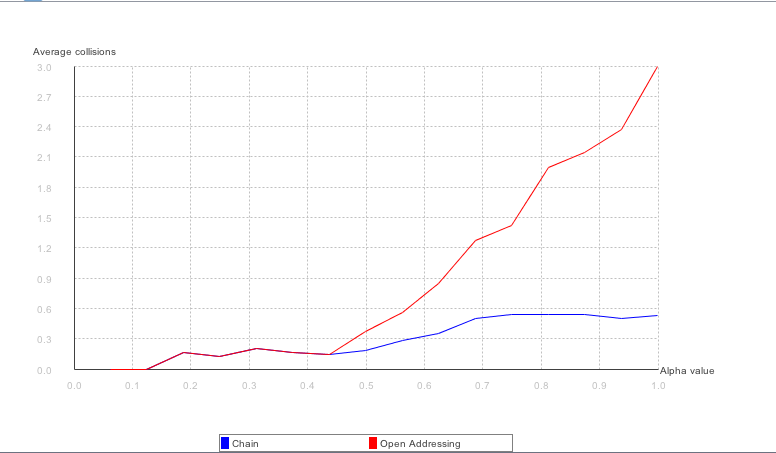 Average collisions
3.0
2.7
2.4
2.1
1.8
1.5
1.2
0.9
0.6
0.3
0.0
Alpha value
0.0 0.1 0.2 0.3 0.4 0.5 0.6 0.7 0.8 0.9 1.0
Chain Open Addressing